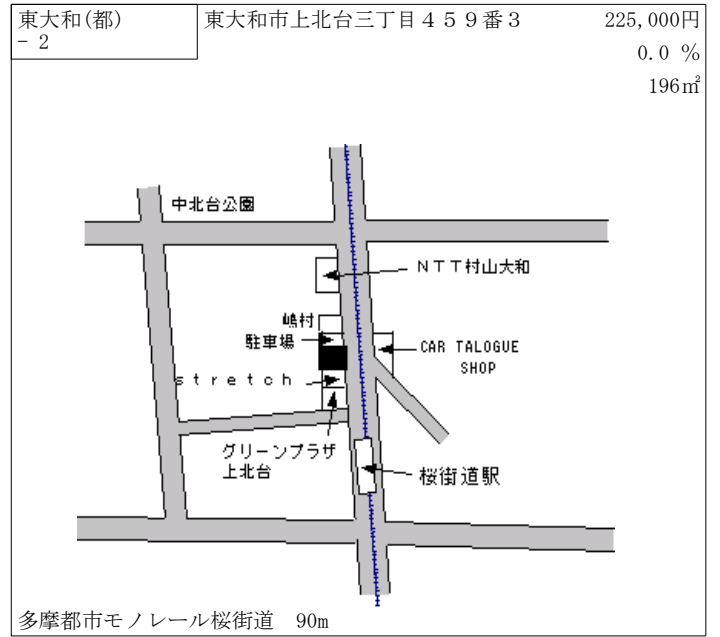 東大和(都)
－２
東大和市上北台三丁目４５９番３
225,000円
0.0 %
196㎡
中北台公園
ＮＴＴ村山大和
嶋村
駐車場
CAR TALOGUE
SHOP
ｓｔｒｅｔｃｈ
グリーンプラザ
上北台
桜街道駅
多摩都市モノレール桜街道　90m